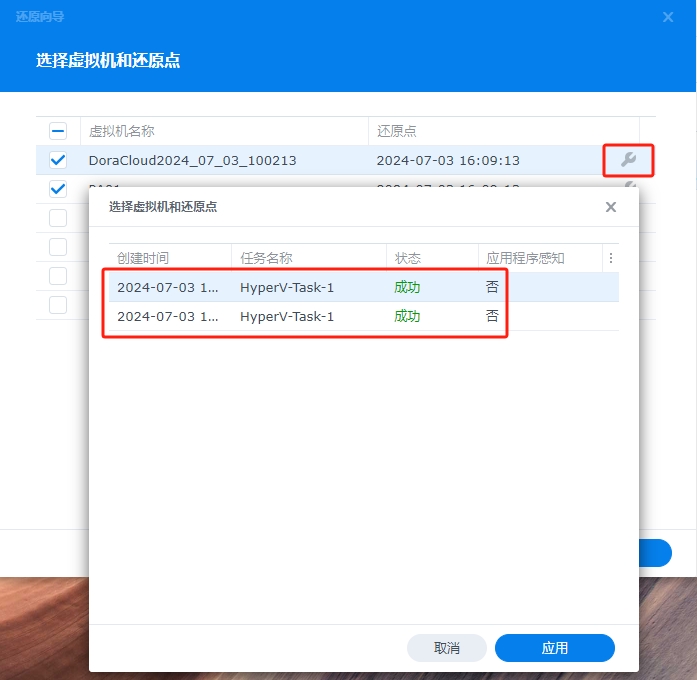 还原向导
选择虚拟机和还原点
虚拟机名称 还原点
DoraCloud2024_07_03_100213 2024-07-03 16:09:13
选择虚拟机和还原点
创建时间 任务名称 状态 应用程序感知
2024-07-03 1... HyperV-Task-1 成功 否
2024-07-03 1... HyperV-Task-1 成功 否
取消 应用